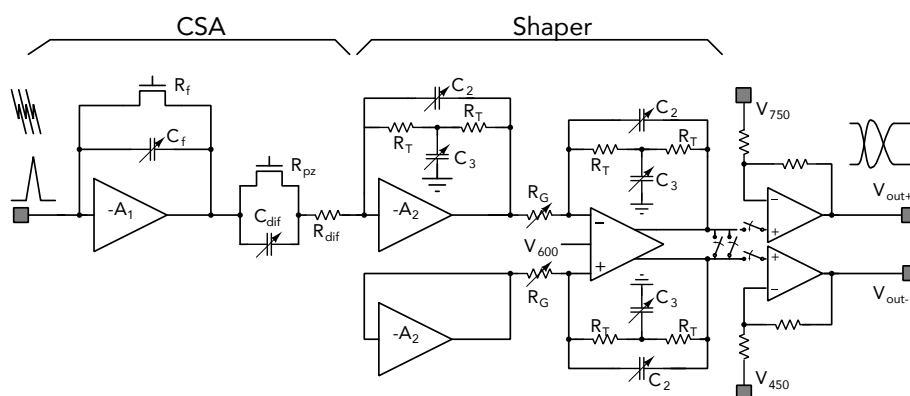 CSA
Shaper
R_f
C_f
-A_1
R_pz
C_dif
R_dif
C_2
R_T
R_T
C_3
-A_2
R_G
V_600
R_G
-A_2
C_2
R_T
R_T
C_3
−
+
C_3
R_T
R_T
C_2
V_750
−
+
V_out+
+
−
V_out-
V_450